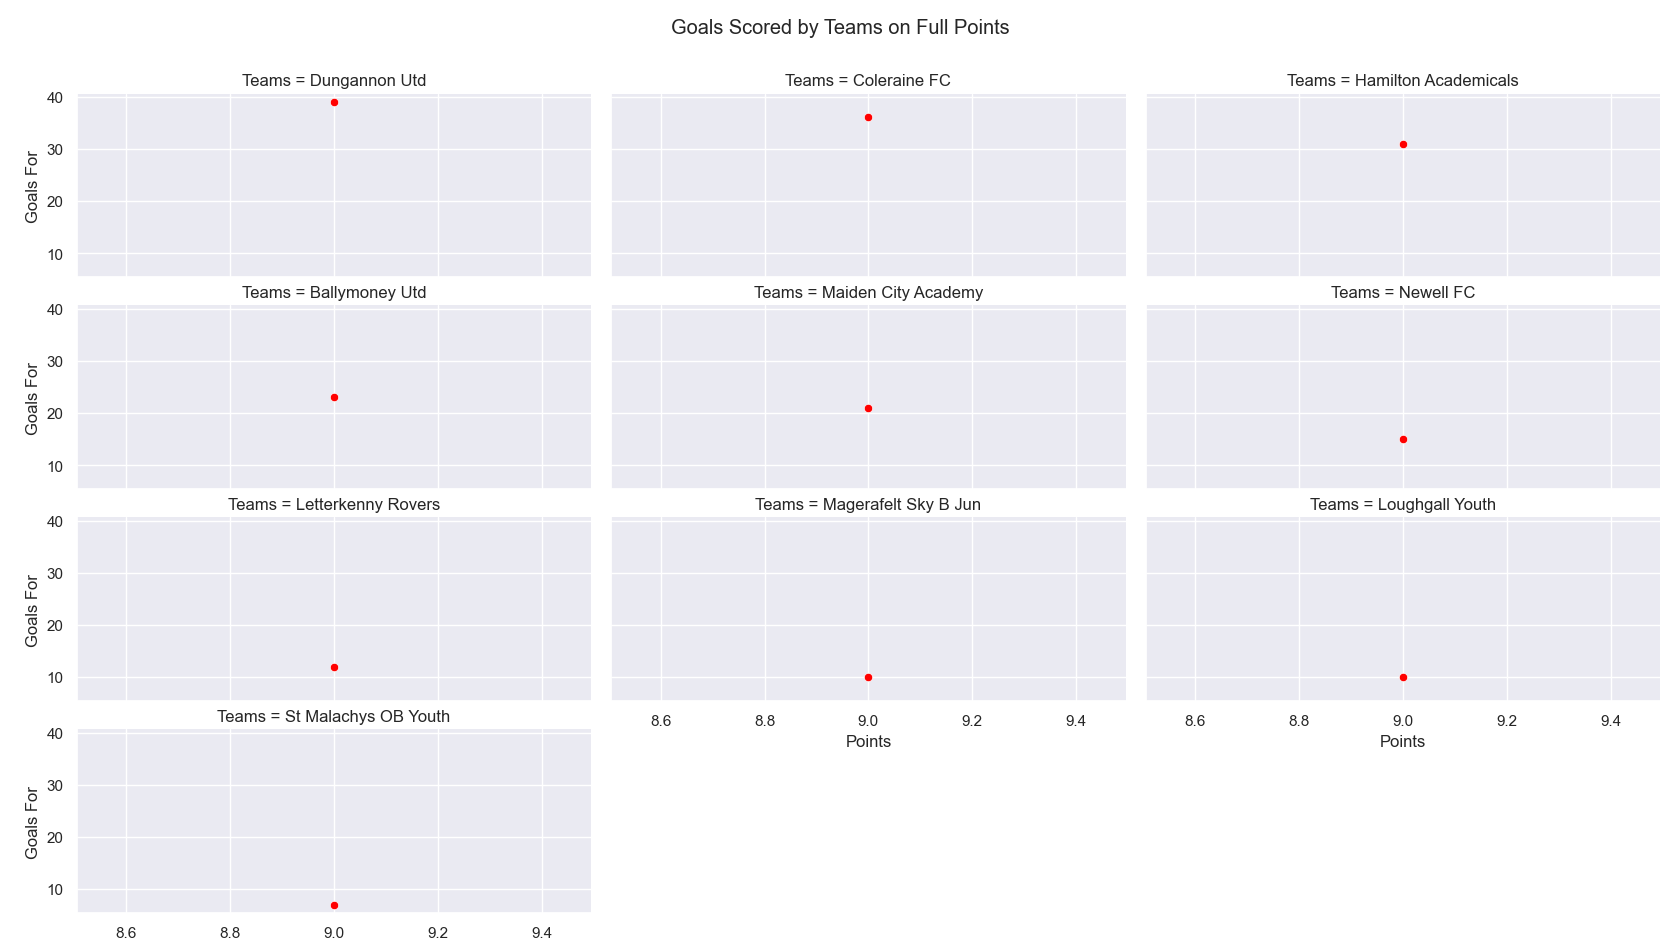 Goals Scored by Teams on Full Points
Teams = Dungannon Utd
Teams = Coleraine FC
Teams = Hamilton Academicals
40
30
20
10
Goals For
Teams = Ballymoney Utd
Teams = Maiden City Academy
Teams = Newell FC
40
30
20
10
Goals For
Teams = Letterkenny Rovers
Teams = Magerafelt Sky B Jun
Teams = Loughgall Youth
40
30
20
10
Goals For
8.6 8.8 9.0 9.2 9.4
Points
8.6 8.8 9.0 9.2 9.4
Points
Teams = St Malachys OB Youth
40
30
20
10
Goals For
8.6 8.8 9.0 9.2 9.4